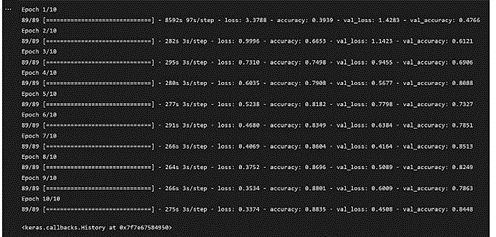 Epoch 1/10
89/89 [==============================] - 8592s 97s/step - loss: 3.3788 - accuracy: 0.3939 - val_loss: 1.4283 - val_accuracy: 0.4766
Epoch 2/10
89/89 [==============================] - 282s 3s/step - loss: 0.9996 - accuracy: 0.6653 - val_loss: 1.1423 - val_accuracy: 0.6121
Epoch 3/10
89/89 [==============================] - 295s 3s/step - loss: 0.7310 - accuracy: 0.7498 - val_loss: 0.9455 - val_accuracy: 0.6906
Epoch 4/10
89/89 [==============================] - 280s 3s/step - loss: 0.6035 - accuracy: 0.7908 - val_loss: 0.5677 - val_accuracy: 0.8088
Epoch 5/10
89/89 [==============================] - 277s 3s/step - loss: 0.5238 - accuracy: 0.8182 - val_loss: 0.7798 - val_accuracy: 0.7327
Epoch 6/10
89/89 [==============================] - 291s 3s/step - loss: 0.4680 - accuracy: 0.8349 - val_loss: 0.6384 - val_accuracy: 0.7851
Epoch 7/10
89/89 [==============================] - 266s 3s/step - loss: 0.4069 - accuracy: 0.8604 - val_loss: 0.4164 - val_accuracy: 0.8513
Epoch 8/10
89/89 [==============================] - 264s 3s/step - loss: 0.3752 - accuracy: 0.8696 - val_loss: 0.5089 - val_accuracy: 0.8249
Epoch 9/10
89/89 [==============================] - 266s 3s/step - loss: 0.3534 - accuracy: 0.8801 - val_loss: 0.6009 - val_accuracy: 0.7863
Epoch 10/10
89/89 [==============================] - 275s 3s/step - loss: 0.3374 - accuracy: 0.8835 - val_loss: 0.4508 - val_accuracy: 0.8448
<keras.callbacks.History at 0x7f7e67584950>